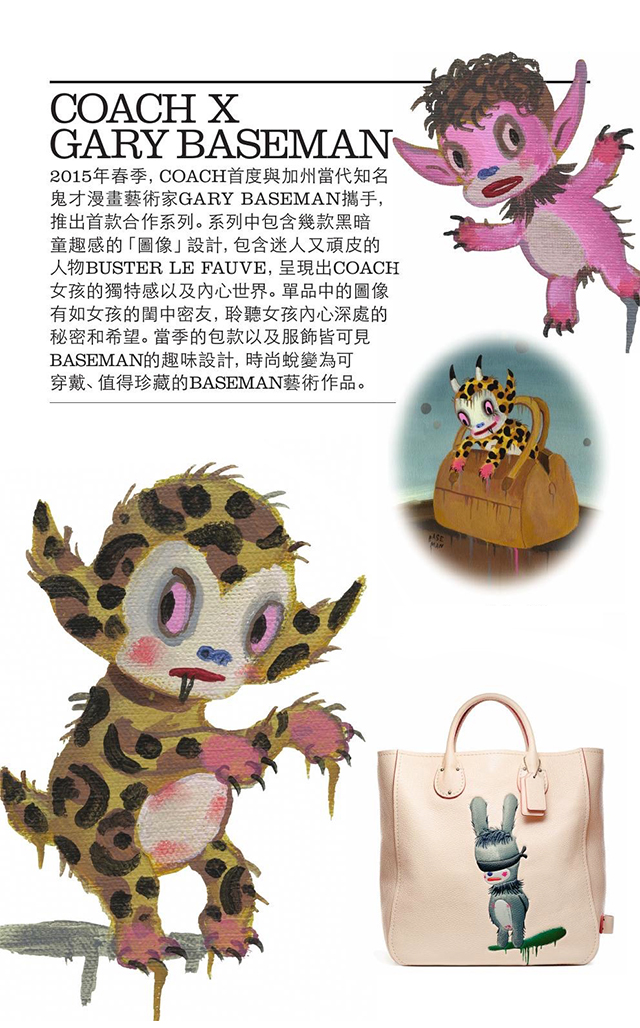 COACH X
GARY BASEMAN
2015年春季, COACH首度與加州當代知名
鬼才漫畫藝術家GARY BASEMAN攜手,
推出首款合作系列。系列中包含幾款黑暗
童趣感的「圖像」設計, 包含迷人又頑皮的
人物BUSTER LE FAUVE, 呈現出COACH
女孩的獨特感以及內心世界。單品中的圖像
有如女孩的閨中密友, 聆聽女孩內心深處的
秘密和希望。當季的包款以及服飾皆可見
BASEMAN的趣味設計, 時尚蛻變為可
穿戴、值得珍藏的BASEMAN藝術作品。
BASE
MAN